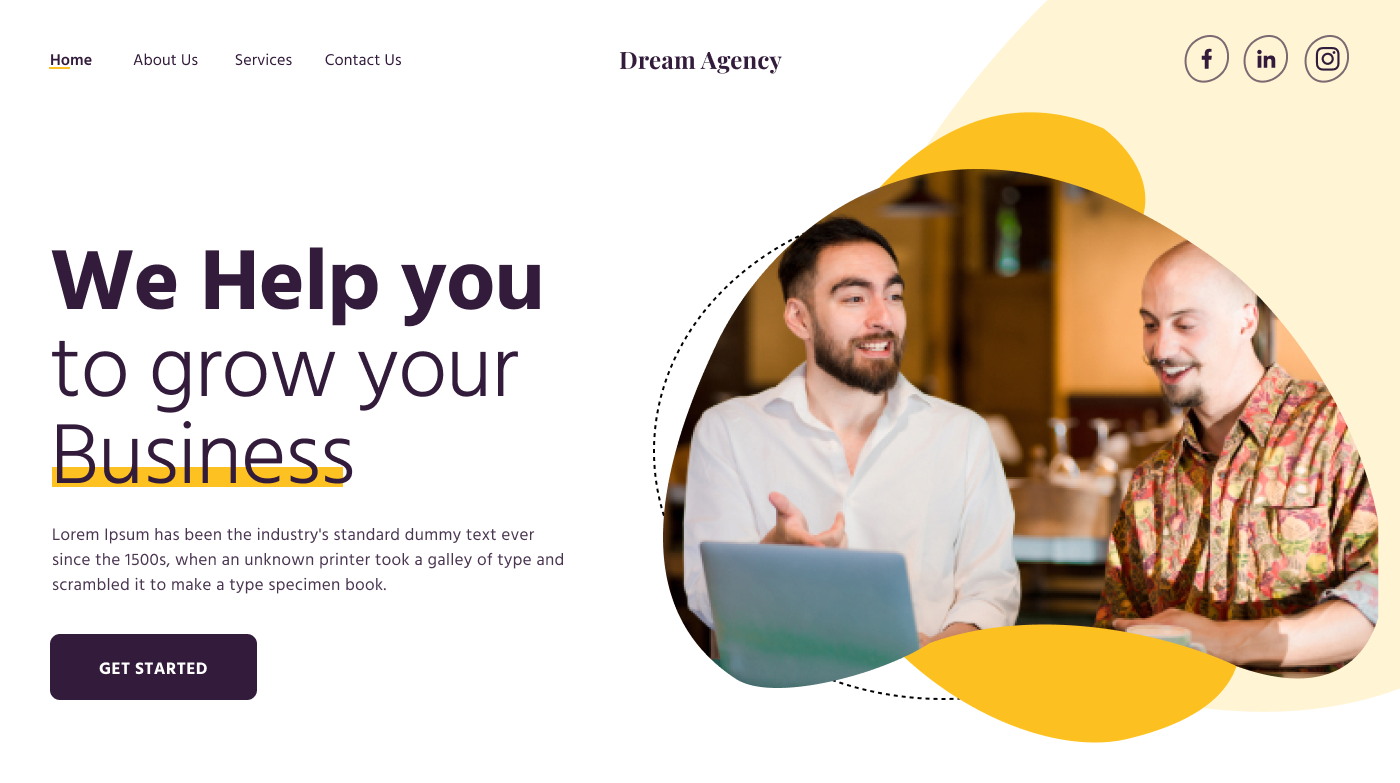 Home About Us Services Contact Us Dream Agency
We Help you
to grow your
Business
Lorem Ipsum has been the industry's standard dummy text ever
since the 1500s, when an unknown printer took a galley of type and
scrambled it to make a type specimen book.
GET STARTED